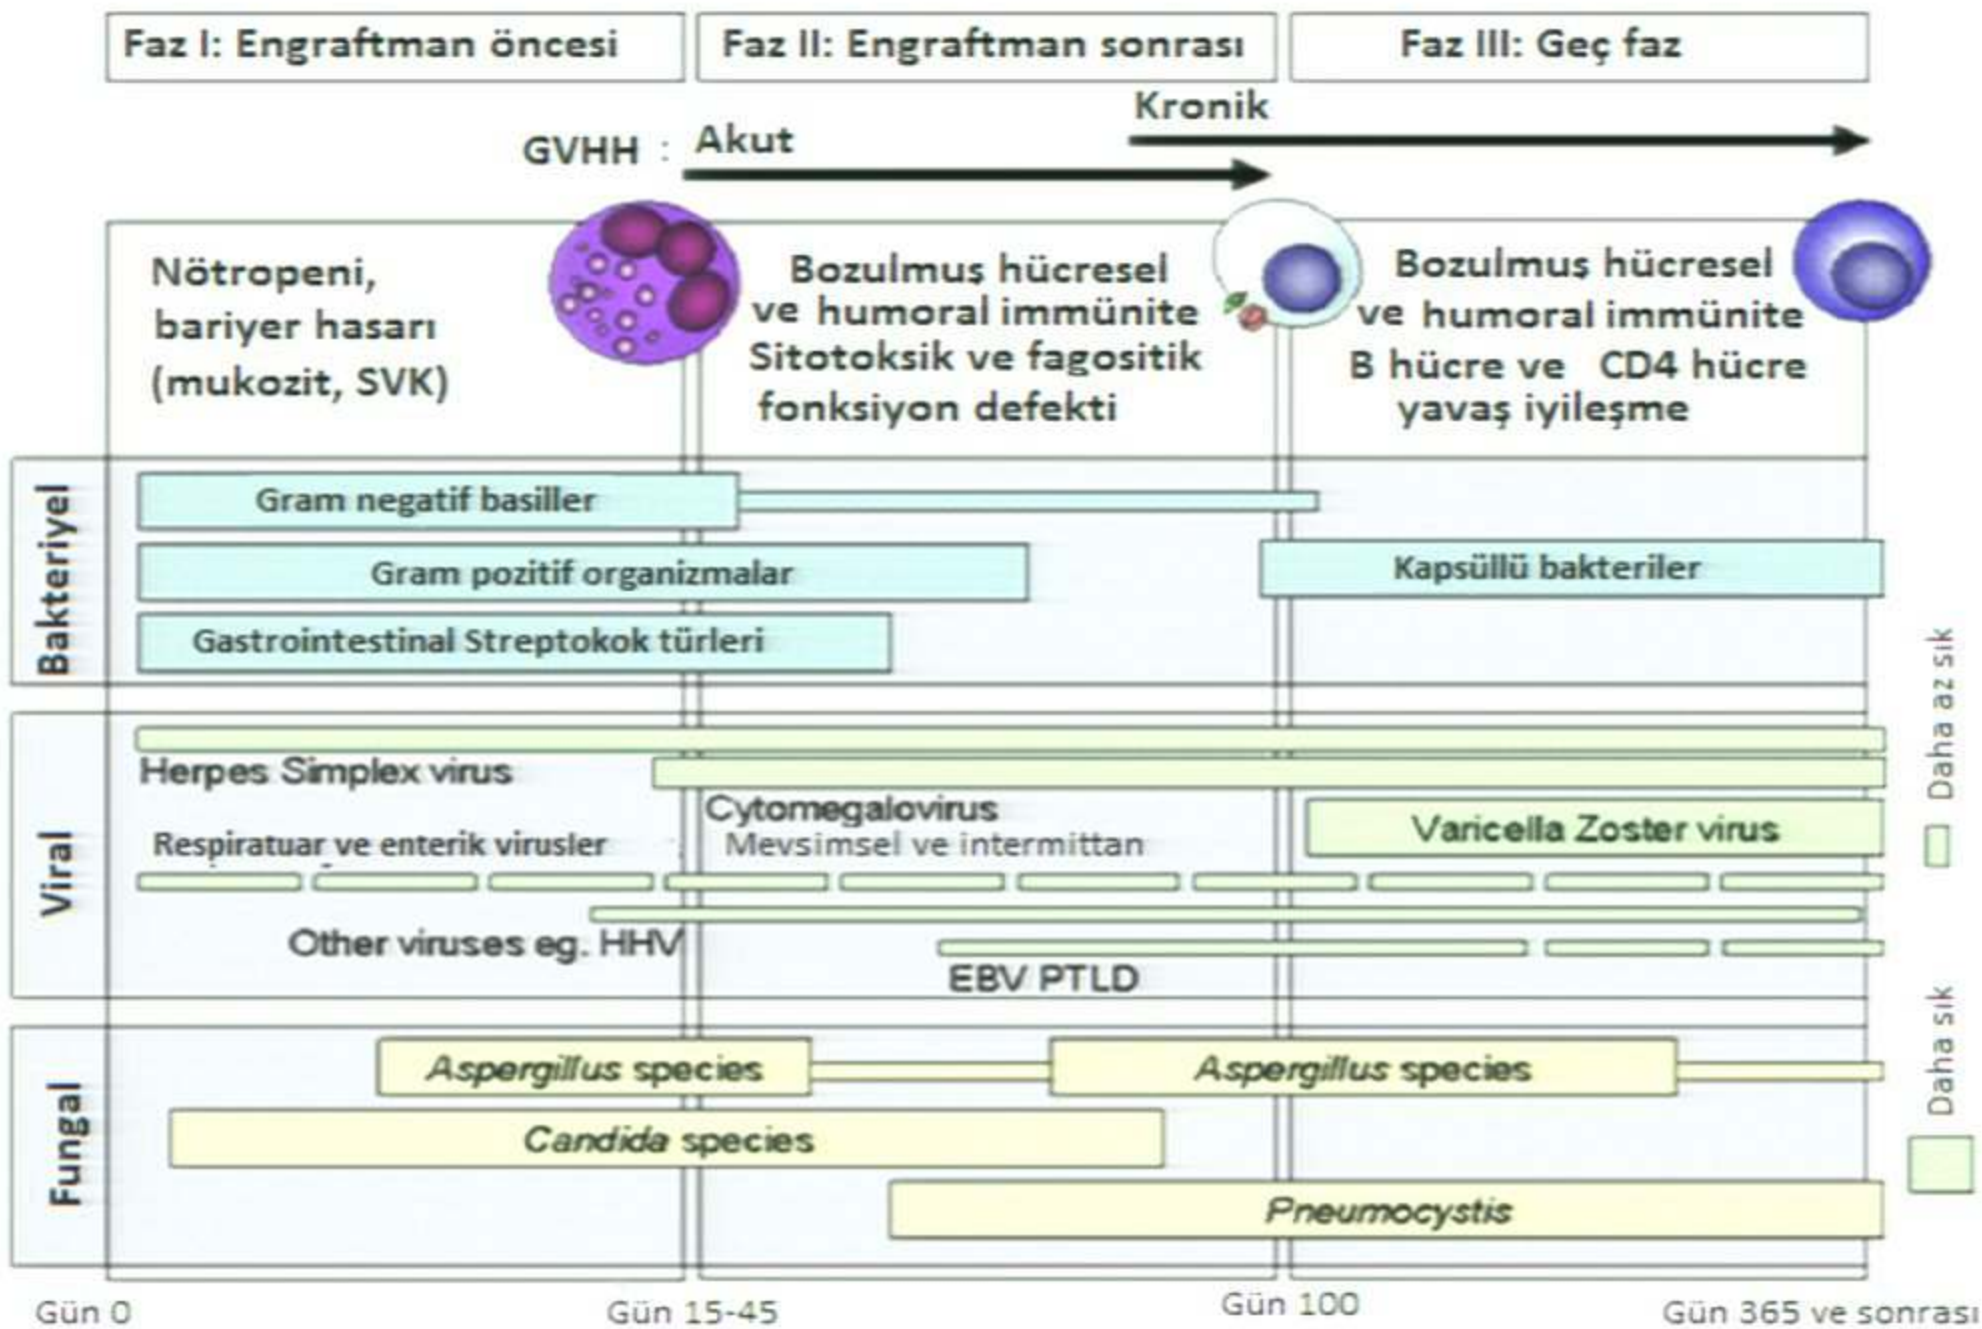 Faz I: Engraftman öncesi
Faz II: Engraftman sonrası
Faz III: Geç faz
Kronik
GVHH : Akut
Nötropeni,
bariyer hasarı
(mukozit, SVK)
Bozulmuş hücresel
ve humoral immünite
Sitotoksik ve fagositik
fonksiyon defekti
Bozulmuş hücresel
ve humoral immünite
B hücre ve CD4 hücre
yavaş iyileşme
Bakteriyel
Gram negatif basiller
Gram pozitif organizmalar
Kapsüllü bakteriler
Gastrointestinal Streptokok türleri
Viral
Herpes Simplex virus
Cytomegalovirus
Varicella Zoster virus
Respiratuar ve enterik virusler
Mevsimsel ve intermittan
Other viruses eg. HHV
EBV PTLD
Fungal
Aspergillus species
Aspergillus species
Candida species
Pneumocystis
Daha az sık
Daha sık
Gün 0
Gün 15-45
Gün 100
Gün 365 ve sonrası